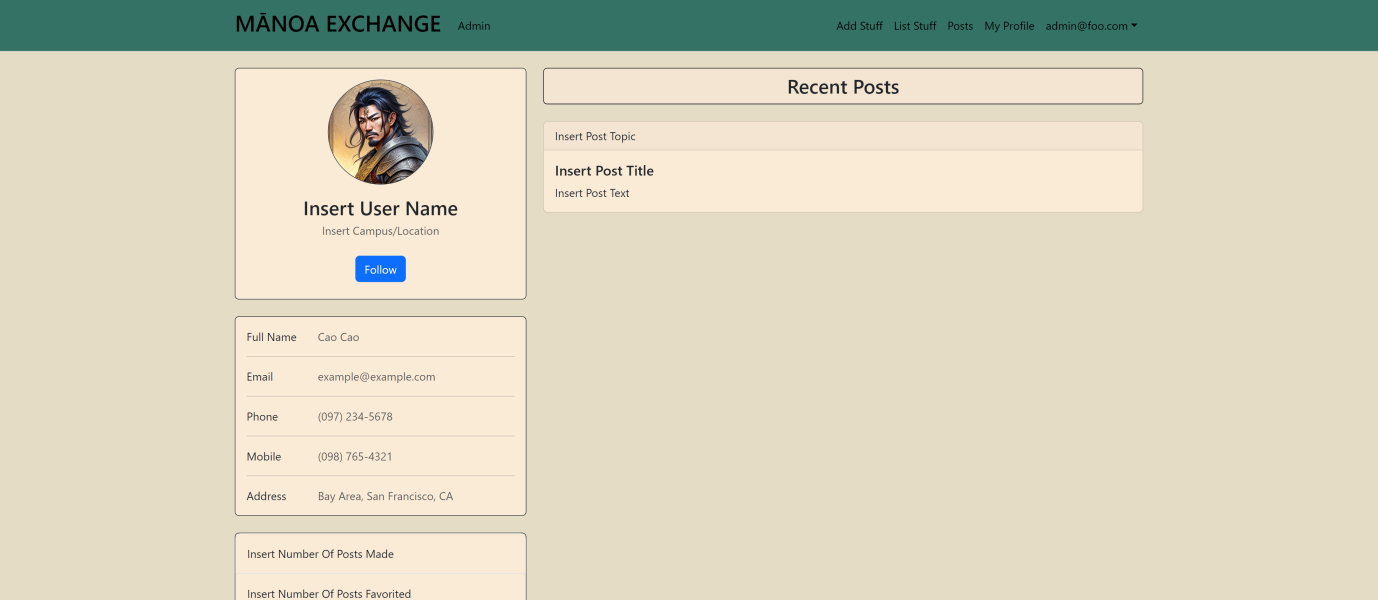 MĀNOA EXCHANGE Admin Add Stuff List Stuff Posts My Profile admin@foo.com
Insert User Name
Insert Campus/Location
Follow
Full Name Cao Cao
Email example@example.com
Phone (097) 234-5678
Mobile (098) 765-4321
Address Bay Area, San Francisco, CA
Insert Number Of Posts Made
Insert Number Of Posts Favorited
Recent Posts
Insert Post Topic
Insert Post Title
Insert Post Text